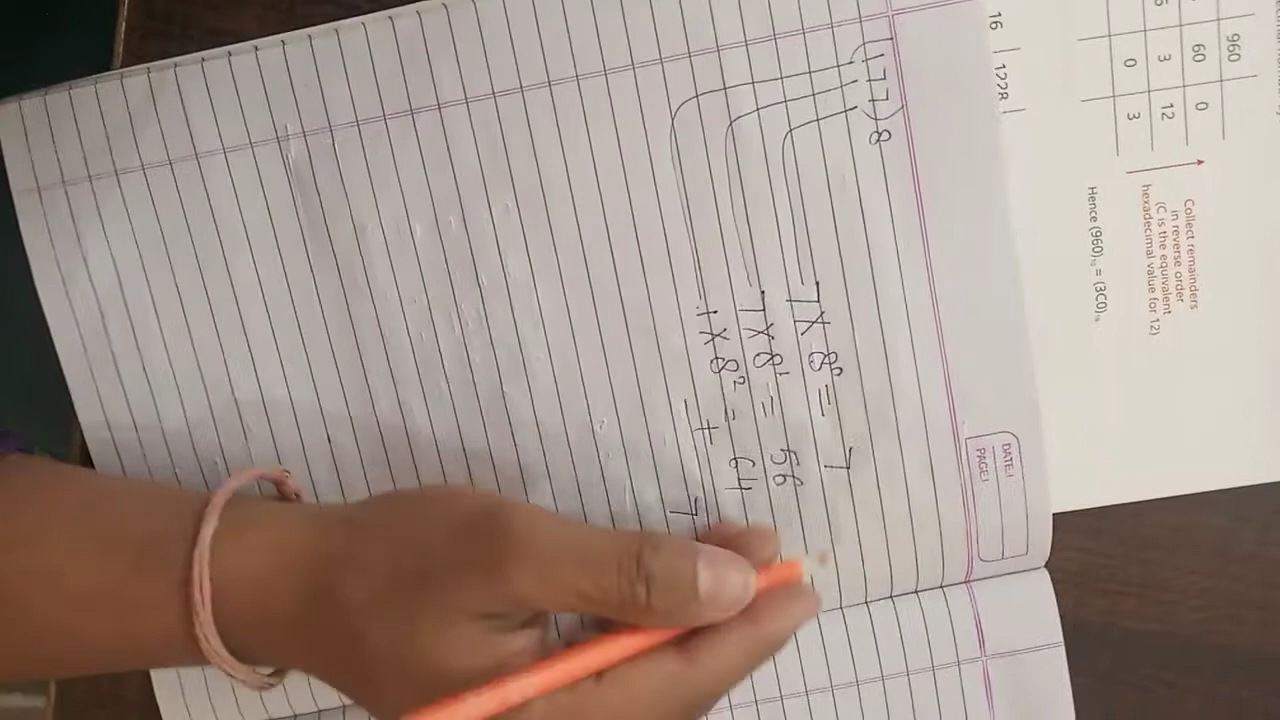 960
60 0
3 12
0 3
Collect remainders
in reverse order
(C is the equivalent
hexadecimal value for 12)
Hence (960)₁₀ = (3C0)₁₆
16 | 1228
DATE:
PAGE:
(177)8
7 X 8⁰ = 7
7 X 8¹ = 56
1 X 8² = 64
+
7